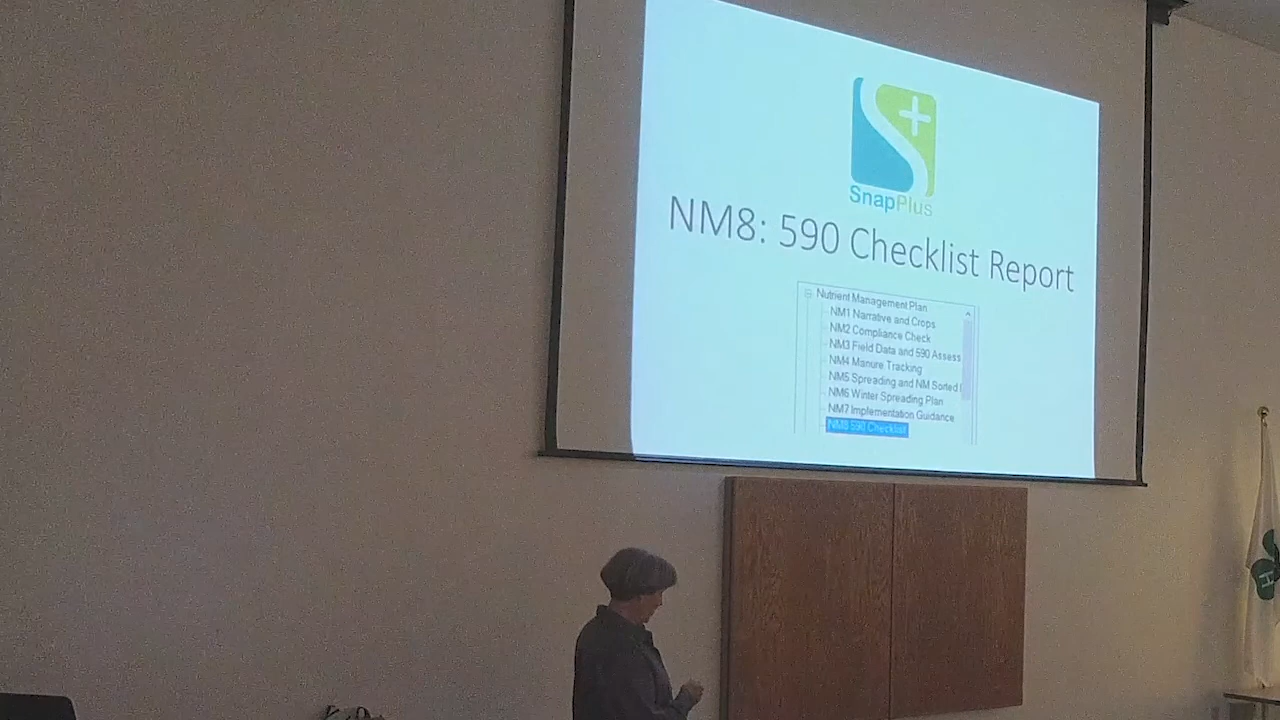 SnapPlus
NM8: 590 Checklist Report
Nutrient Management Plan
NM1 Narrative and Crops
NM2 Compliance Check
NM3 Field Data and 590 Assess
NM4 Manure Tracking
NM5 Spreading and NM Sorted
NM6 Winter Spreading Plan
NM7 Implementation Guidance
NM8 590 Checklist
H